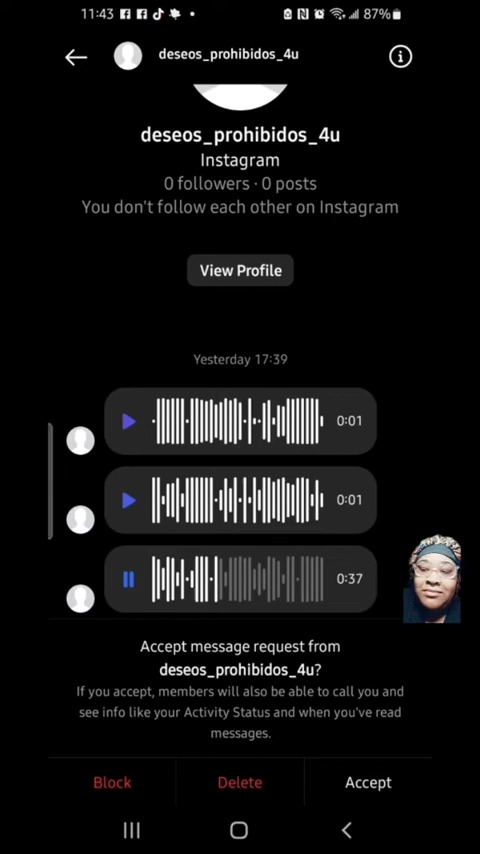 11:43
87%
deseos_prohibidos_4u
deseos_prohibidos_4u
Instagram
0 followers · 0 posts
You don't follow each other on Instagram
View Profile
Yesterday 17:39
0:01
0:01
0:37
Accept message request from
deseos_prohibidos_4u?
If you accept, members will also be able to call you and
see info like your Activity Status and when you've read
messages.
Block Delete Accept